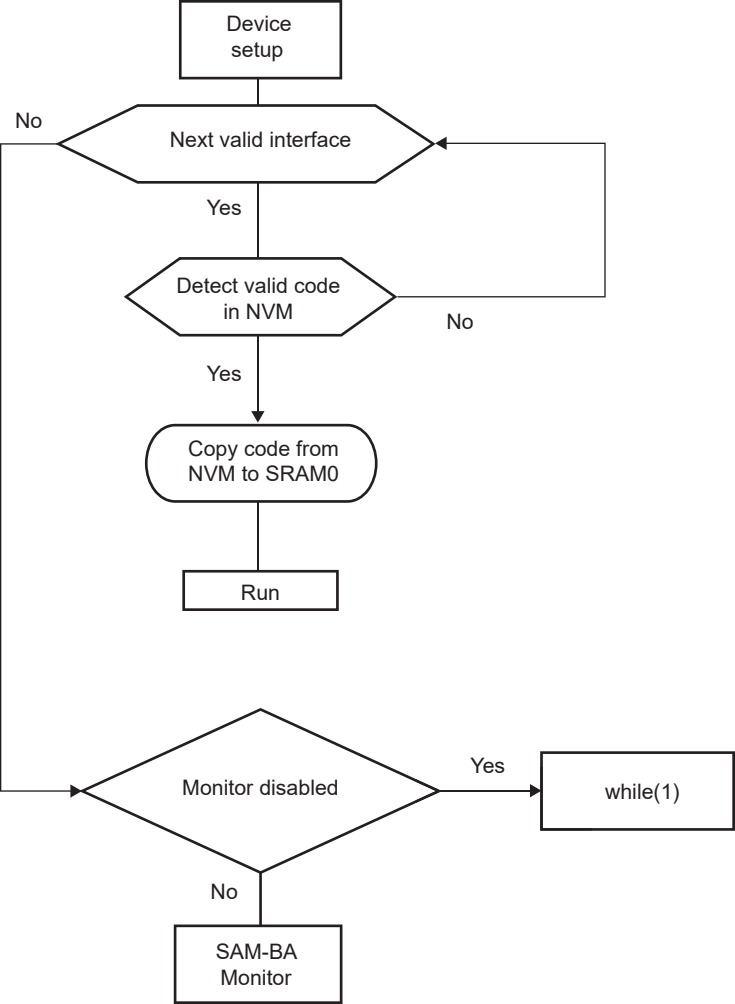 Device
setup
No
Next valid interface
Yes
Detect valid code
in NVM
No
Yes
Copy code from
NVM to SRAM0
Run
Monitor disabled
Yes
while(1)
No
SAM-BA
Monitor